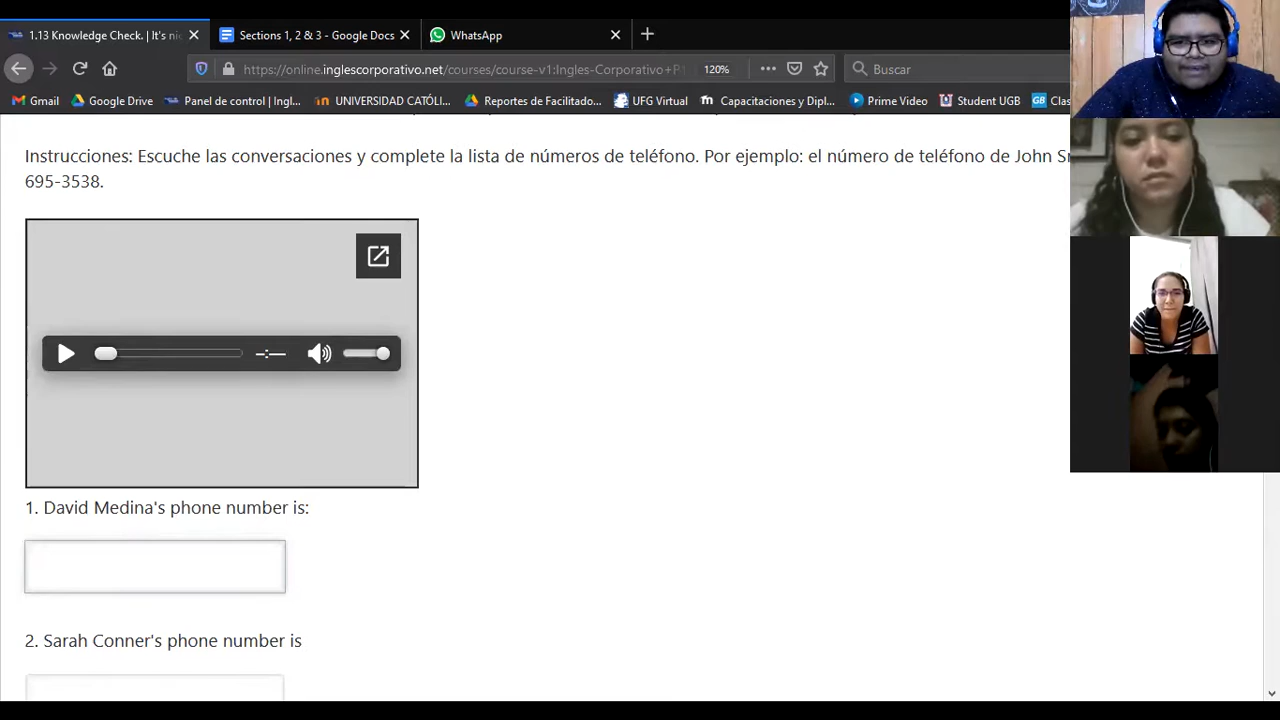 1.13 Knowledge Check. | It's ni
Sections 1, 2 & 3 - Google Docs
WhatsApp
https://online.inglescorporativo.net/courses/course-v1:Ingles-Corporativo+P
120%
Buscar
Gmail
Google Drive
Panel de control | Ingl...
UNIVERSIDAD CATÓLI...
Reportes de Facilitado...
UFG Virtual
Capacitaciones y Dipl...
Prime Video
Student UGB
Clas
Instrucciones: Escuche las conversaciones y complete la lista de números de teléfono. Por ejemplo: el número de teléfono de John Sr
695-3538.
1. David Medina's phone number is:
2. Sarah Conner's phone number is